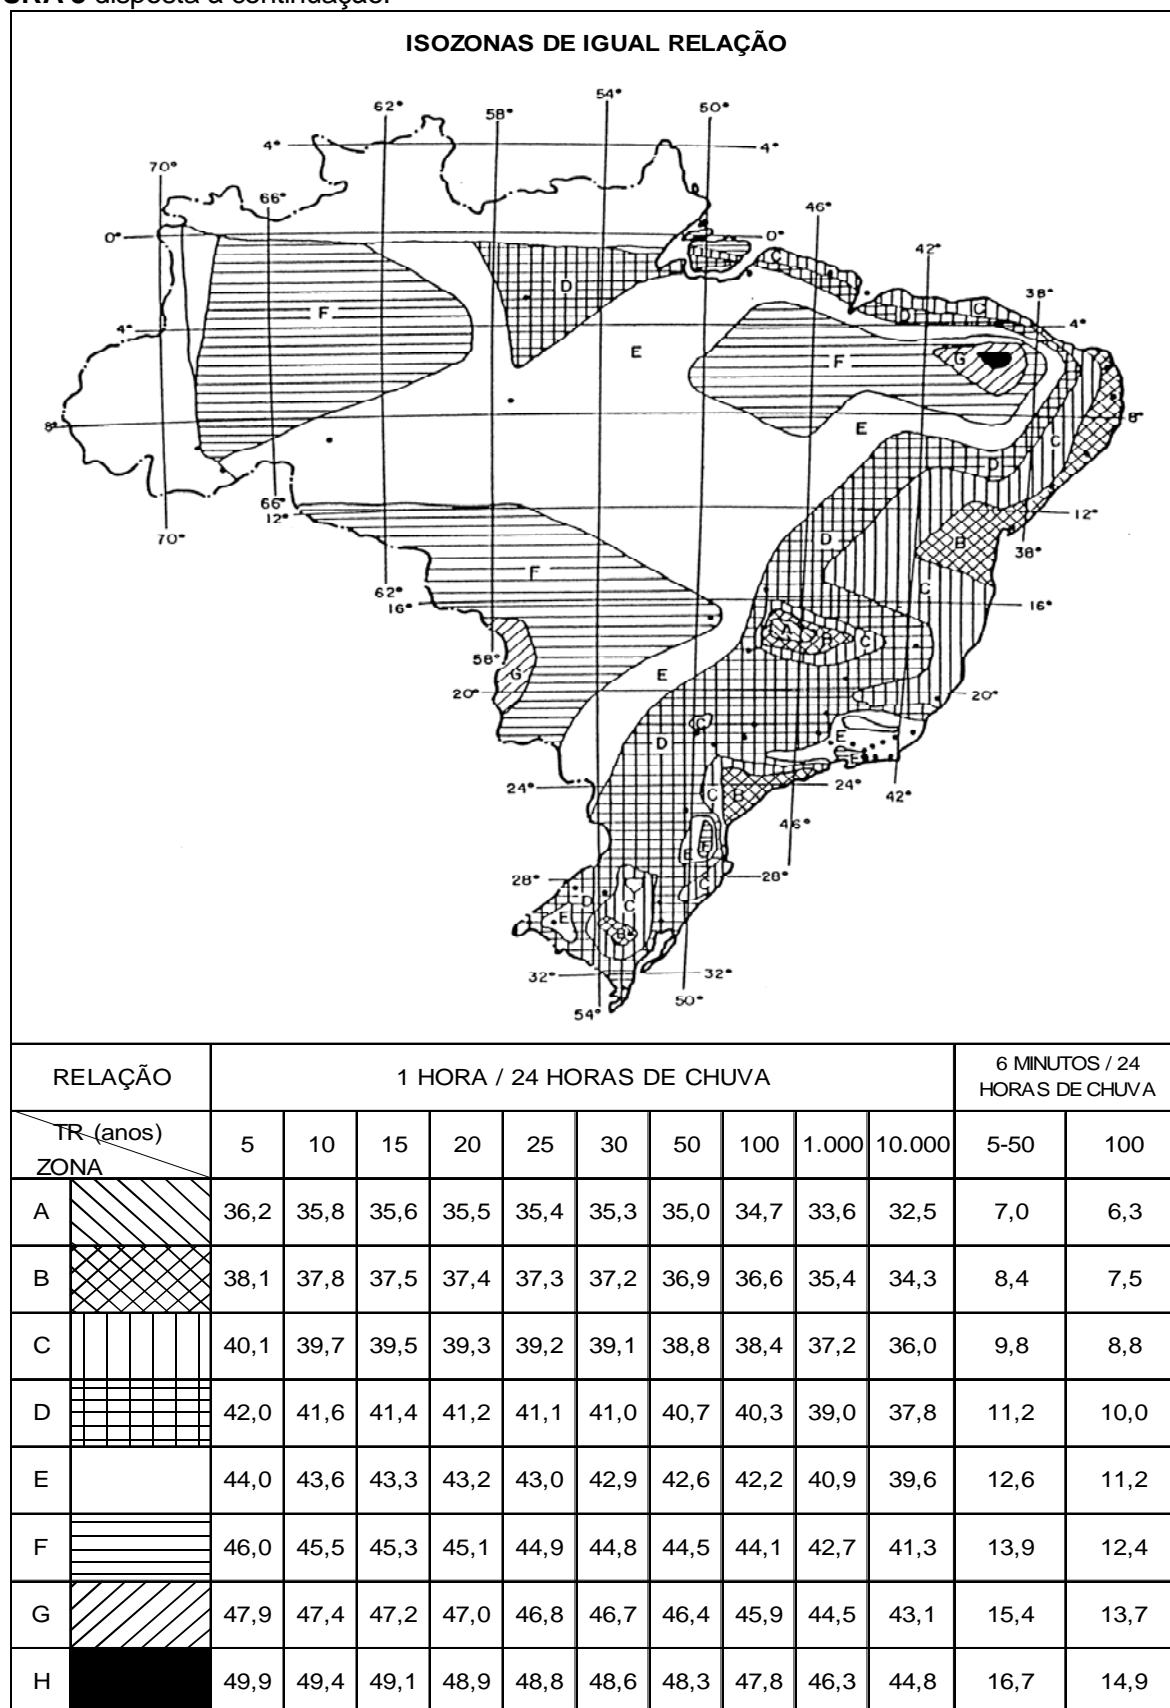 disposta a continuação.
ISOZONAS DE IGUAL RELAÇÃO
54°
62° 58° 50°
4° 4°
70°
66° 46°
0° 0°
C
42°
D 38°
F D C
4° 4°
E F G
8° E 8°
C
D
66°
12° 12°
70° D B 38°
F
62° C
16° 16°
A B C
58° E
G
20° 20°
C
D E
E
24° C B 24° 42°
46°
E F
28° C 28°
D C
E
B
32° 32°
50°
54°
RELAÇÃO 1 HORA / 24 HORAS DE CHUVA 6 MINUTOS / 24 HORAS DE CHUVA
TR (anos) 5 10 15 20 25 30 50 100 1.000 10.000 5-50 100
ZONA
A 36,2 35,8 35,6 35,5 35,4 35,3 35,0 34,7 33,6 32,5 7,0 6,3
B 38,1 37,8 37,5 37,4 37,3 37,2 36,9 36,6 35,4 34,3 8,4 7,5
C 40,1 39,7 39,5 39,3 39,2 39,1 38,8 38,4 37,2 36,0 9,8 8,8
D 42,0 41,6 41,4 41,2 41,1 41,0 40,7 40,3 39,0 37,8 11,2 10,0
E 44,0 43,6 43,3 43,2 43,0 42,9 42,6 42,2 40,9 39,6 12,6 11,2
F 46,0 45,5 45,3 45,1 44,9 44,8 44,5 44,1 42,7 41,3 13,9 12,4
G 47,9 47,4 47,2 47,0 46,8 46,7 46,4 45,9 44,5 43,1 15,4 13,7
H 49,9 49,4 49,1 48,9 48,8 48,6 48,3 47,8 46,3 44,8 16,7 14,9